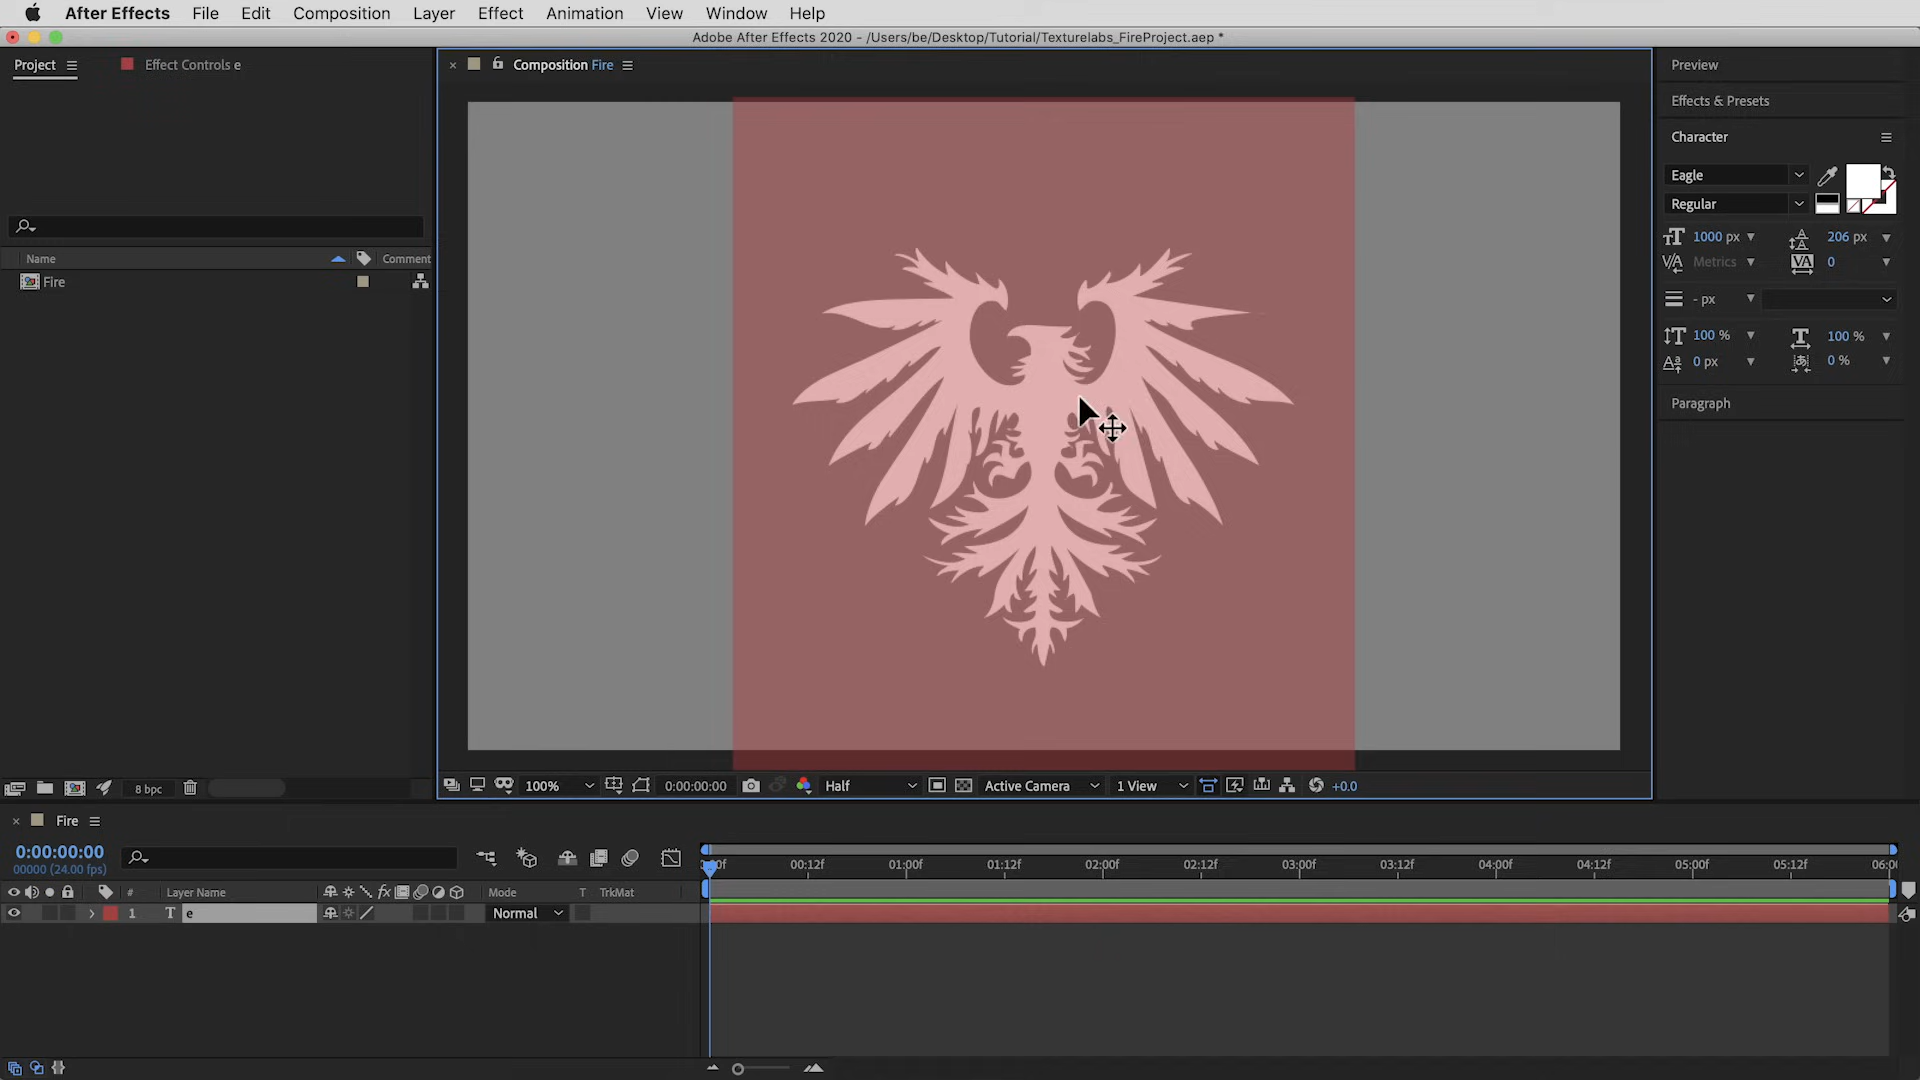 After Effects File Edit Composition Layer Effect Animation View Window Help
Adobe After Effects 2020 - /Users/be/Desktop/Tutorial/Texturelabs_FireProject.aep *
Project
Effect Controls e
Name
Comment
Fire
8 bpc
Composition Fire
100%
0:00:00:00
Half
Active Camera
1 View
+0.0
Preview
Effects & Presets
Character
Eagle
Regular
1000 px
206 px
Metrics
0
- px
100 %
100 %
0 px
0 %
Paragraph
Fire
0:00:00:00
00000 (24.00 fps)
# Layer Name
Mode T TrkMat
1 T e
Normal
00:12f 01:00f 01:12f 02:00f 02:12f 03:00f 03:12f 04:00f 04:12f 05:00f 05:12f